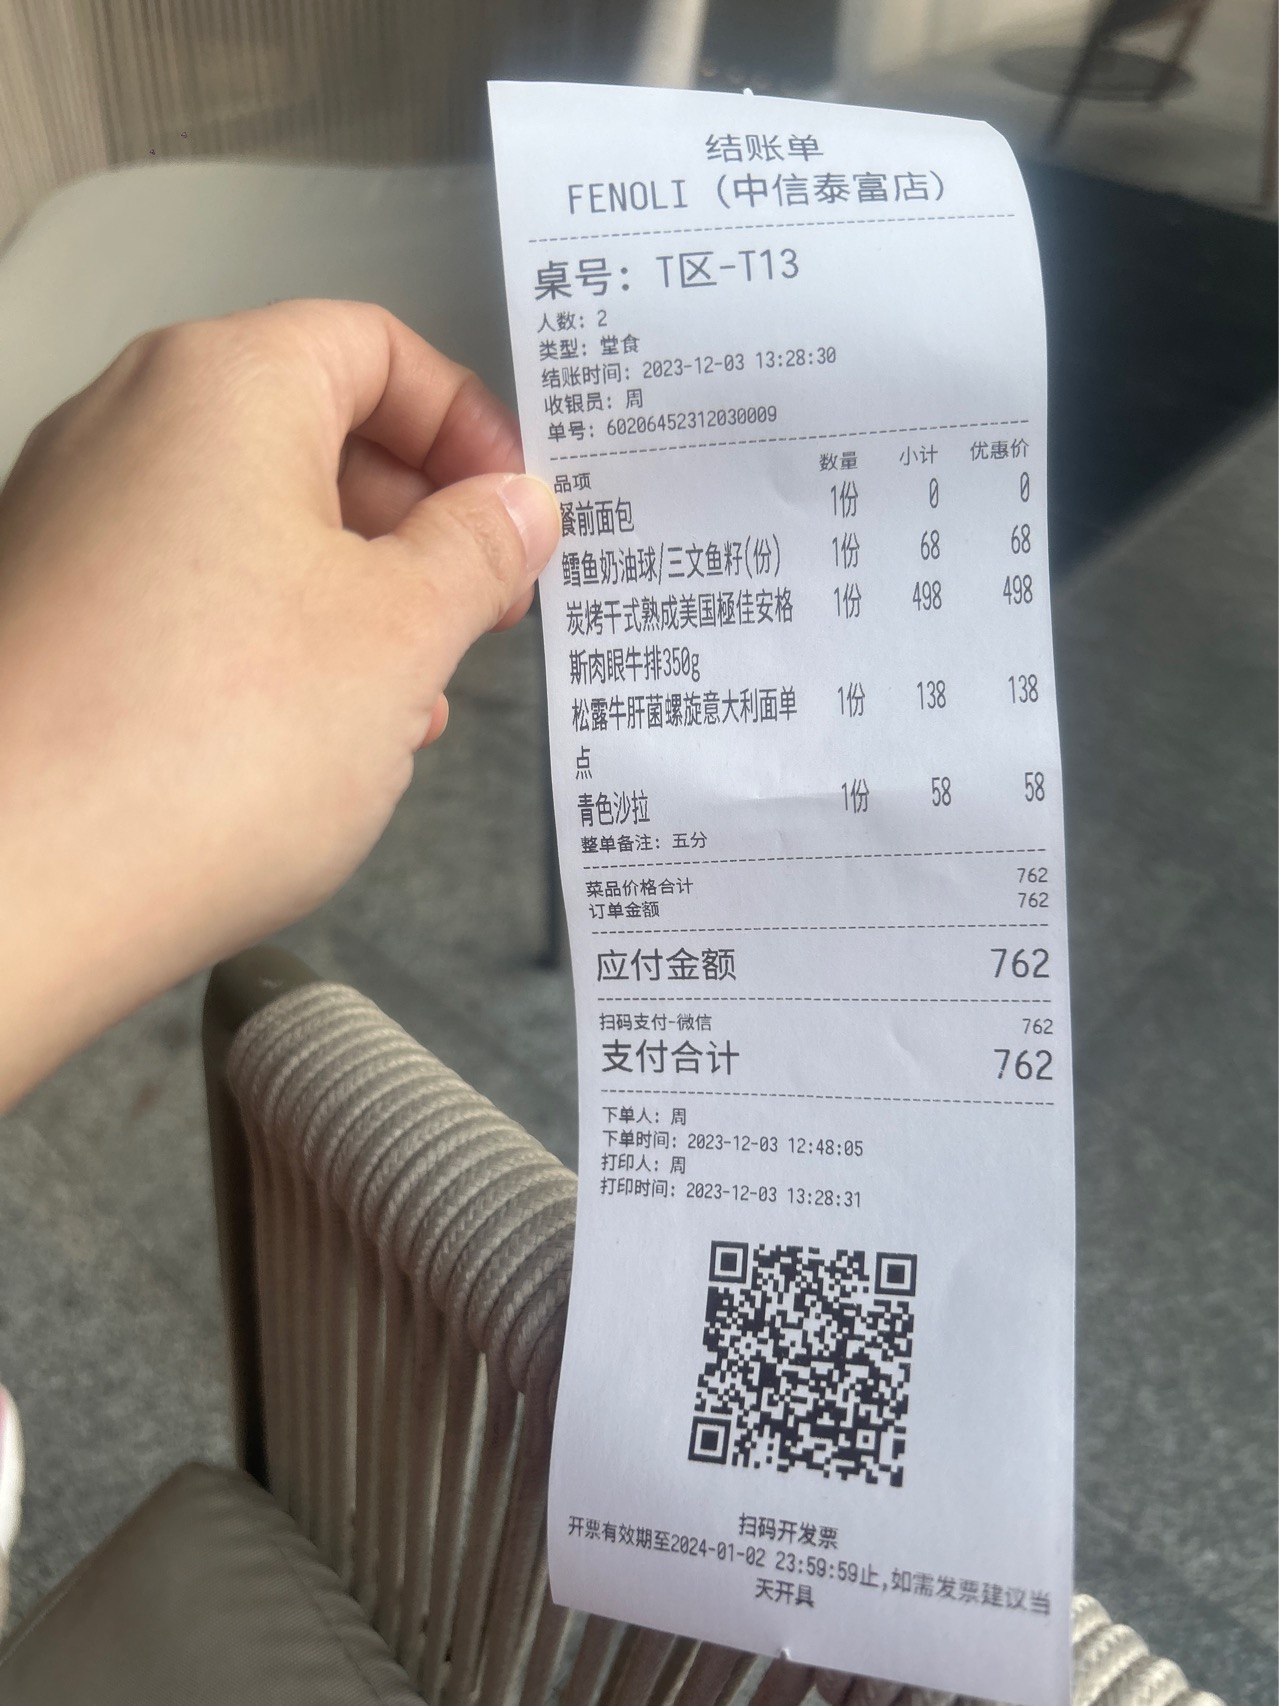 结账单
FENOLI（中信泰富店）
桌号：T区-T13
人数：2
类型：堂食
结账时间：2023-12-03 13:28:30
收银员：周
单号：60206452312030009
品项 数量 小计 优惠价
餐前面包 1份 0 0
鳕鱼奶油球/三文鱼籽(份) 1份 68 68
炭烤干式熟成美国極佳安格 1份 498 498
斯肉眼牛排350g
松露牛肝菌螺旋意大利面单 1份 138 138
点
青色沙拉 1份 58 58
整单备注：五分
菜品价格合计 762
订单金额 762
应付金额 762
扫码支付-微信 762
支付合计 762
下单人：周
下单时间：2023-12-03 12:48:05
打印人：周
打印时间：2023-12-03 13:28:31
扫码开发票
开票有效期至2024-01-02 23:59:59止,如需发票建议当
天开具